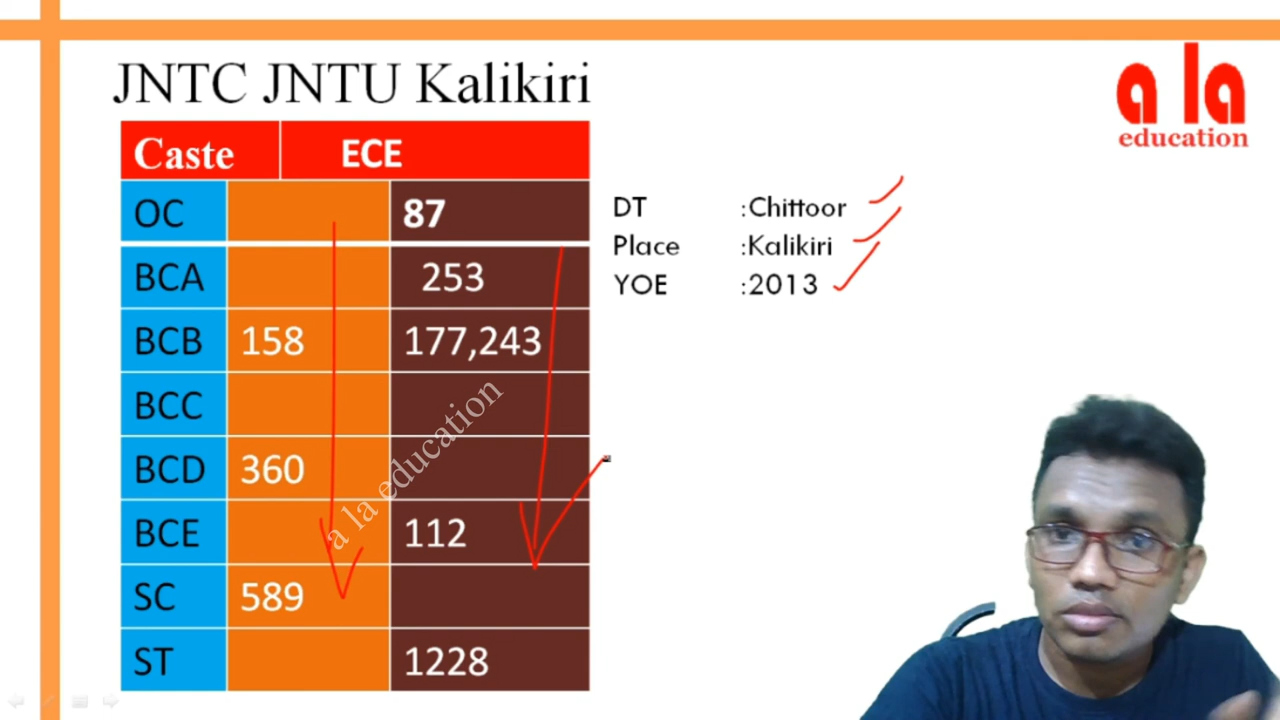 JNTC JNTU Kalikiri
a la
education
Caste ECE
OC 87
BCA 253
BCB 158 177,243
BCC
BCD 360
BCE 112
SC 589
ST 1228
DT :Chittoor
Place :Kalikiri
YOE :2013
a la education